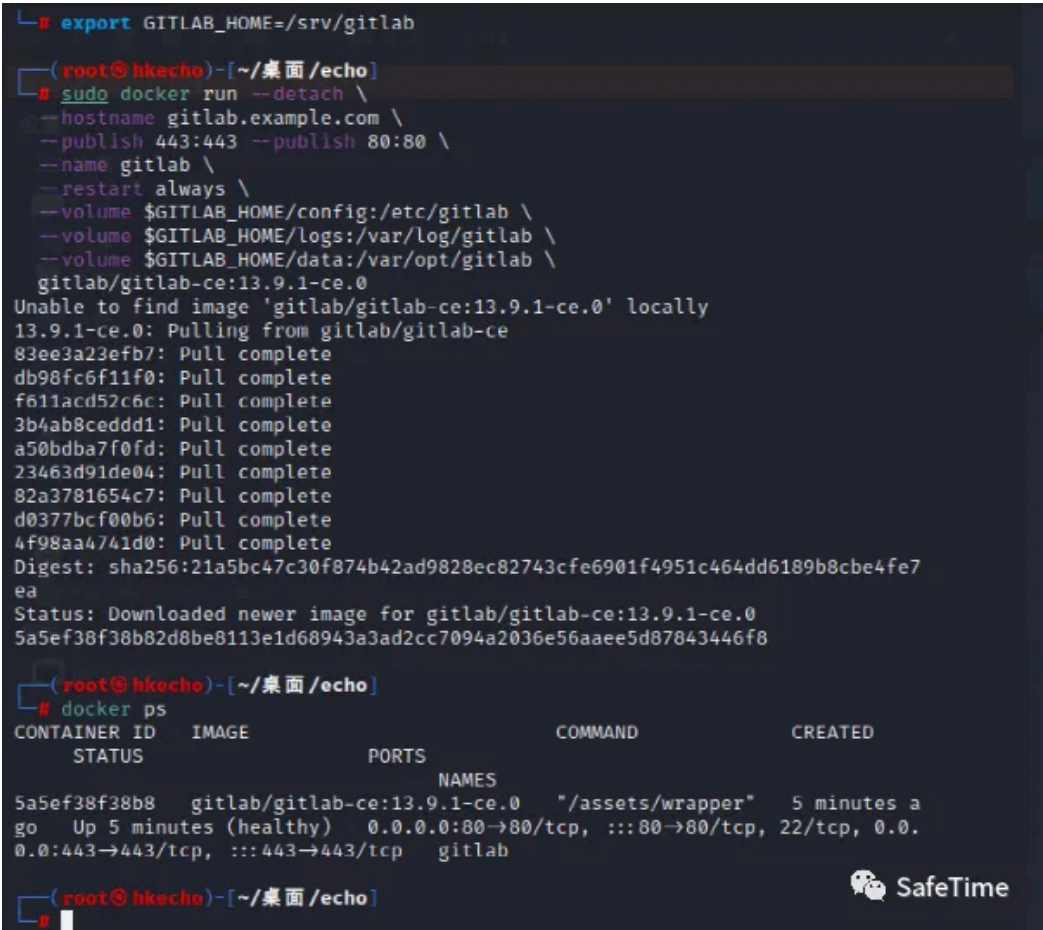 └─# export GITLAB_HOME=/srv/gitlab
┌──(root㉿hkecho)-[~/桌面/echo]
└─# sudo docker run --detach \
--hostname gitlab.example.com \
--publish 443:443 --publish 80:80 \
--name gitlab \
--restart always \
--volume $GITLAB_HOME/config:/etc/gitlab \
--volume $GITLAB_HOME/logs:/var/log/gitlab \
--volume $GITLAB_HOME/data:/var/opt/gitlab \
gitlab/gitlab-ce:13.9.1-ce.0
Unable to find image 'gitlab/gitlab-ce:13.9.1-ce.0' locally
13.9.1-ce.0: Pulling from gitlab/gitlab-ce
83ee3a23efb7: Pull complete
db98fc6f11f0: Pull complete
f611acd52c6c: Pull complete
3b4ab8ceddd1: Pull complete
a50bdba7f0fd: Pull complete
23463d91de04: Pull complete
82a3781654c7: Pull complete
d0377bcf00b6: Pull complete
4f98aa4741d0: Pull complete
Digest: sha256:21a5bc47c30f874b42ad9828ec82743cfe6901f4951c464dd6189b8cbe4fe7
ea
Status: Downloaded newer image for gitlab/gitlab-ce:13.9.1-ce.0
5a5ef38f38b82d8be8113e1d68943a3ad2cc7094a2036e56aaee5d87843446f8
┌──(root㉿hkecho)-[~/桌面/echo]
└─# docker ps
CONTAINER ID IMAGE COMMAND CREATED
STATUS PORTS
NAMES
5a5ef38f38b8 gitlab/gitlab-ce:13.9.1-ce.0 "/assets/wrapper" 5 minutes a
go Up 5 minutes (healthy) 0.0.0.0:80→80/tcp, :::80→80/tcp, 22/tcp, 0.0.
0.0:443→443/tcp, :::443→443/tcp gitlab
┌──(root㉿hkecho)-[~/桌面/echo]
└─#
SafeTime